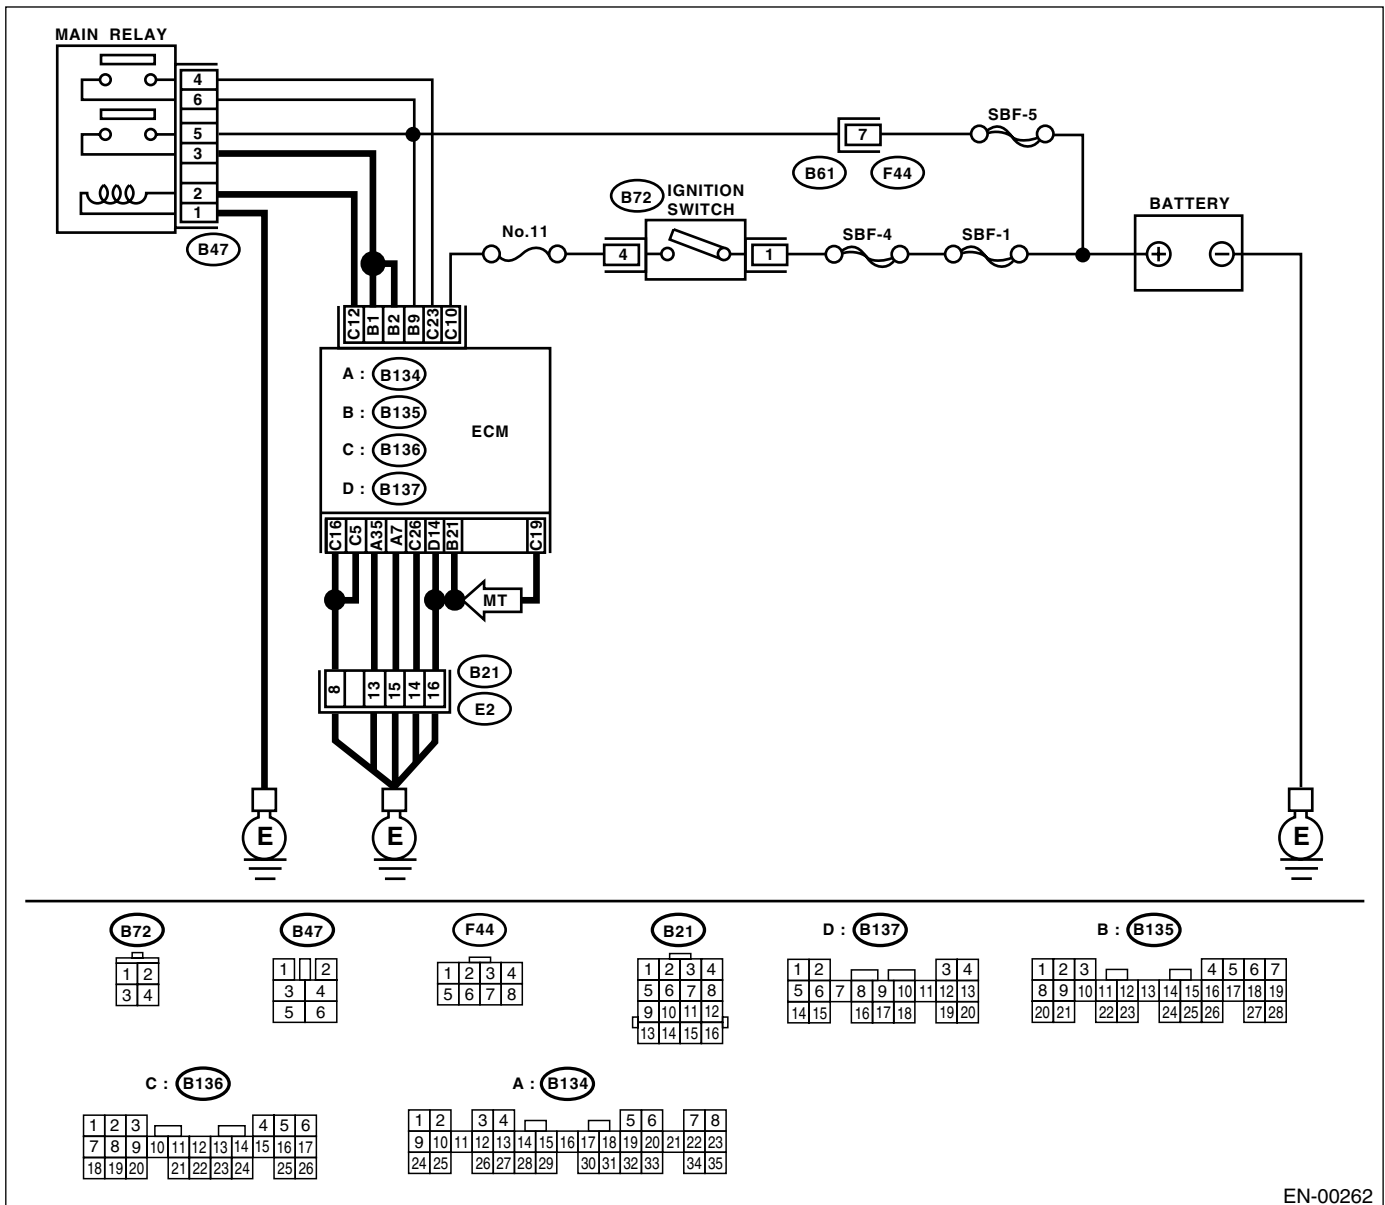 MAIN RELAY
4
6
5
3
2
1
B47
SBF-5
7
B61 F44
B72 IGNITION SWITCH
No.11
4
1
SBF-4 SBF-1
BATTERY
+ −
C12 B1 B2 B9 C23 C10
A : B134
B : B135
C : B136
D : B137
ECM
C16 C5 A35 A7 C26 D14 B21 C19
MT
8 13 15 14 16
B21
E2
E E E
B72
1 2
3 4
B47
1 2
3 4
5 6
F44
1 2 3 4
5 6 7 8
B21
1 2 3 4
5 6 7 8
9 10 11 12
13 14 15 16
D : B137
1 2 3 4
5 6 7 8 9 10 11 12 13
14 15 16 17 18 19 20
B : B135
1 2 3 4 5 6 7
8 9 10 11 12 13 14 15 16 17 18 19
20 21 22 23 24 25 26 27 28
C : B136
1 2 3 4 5 6
7 8 9 10 11 12 13 14 15 16 17
18 19 20 21 22 23 24 25 26
A : B134
1 2 3 4 5 6 7 8
9 10 11 12 13 14 15 16 17 18 19 20 21 22 23
24 25 26 27 28 29 30 31 32 33 34 35
EN-00262